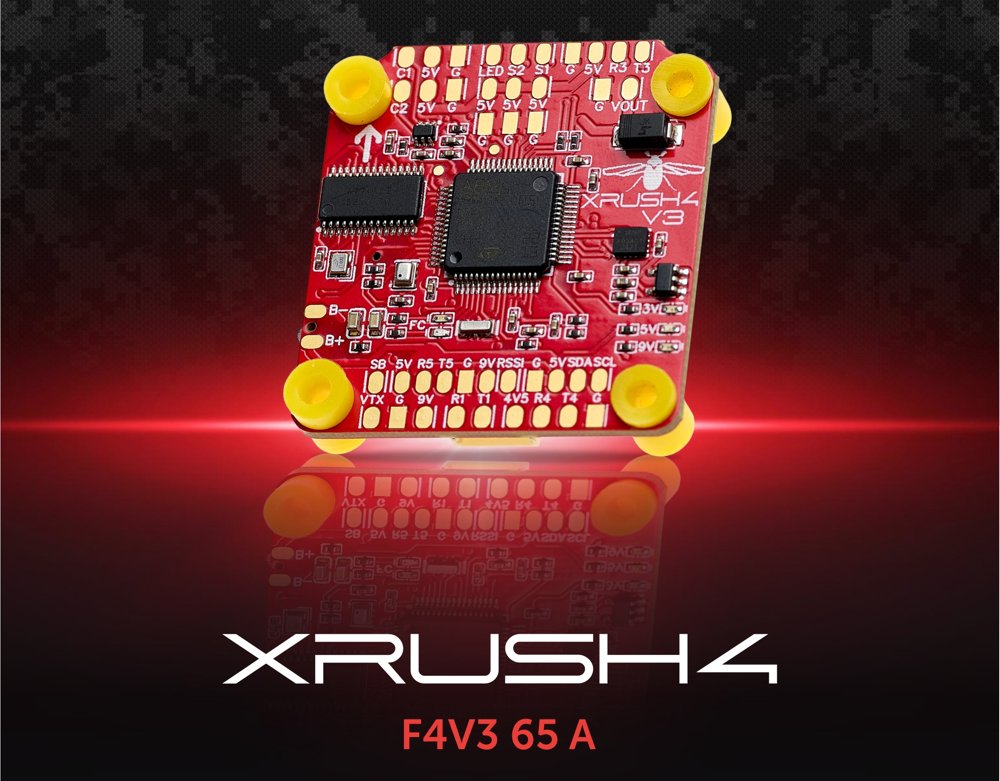 C1 5V G LED S2 S1 G 5V R3 T3
C2 5V G 5V 5V 5V G VOUT
G G G
XRUSH4
V3
B-
3V
FC
5V
B+
9V
SB 5V R5 T5 G 9V RSSI G 5V SDA SCL
VTX G 9V R1 T1 4V5 R4 T4 G
XRUSH4
F4V3 65 A